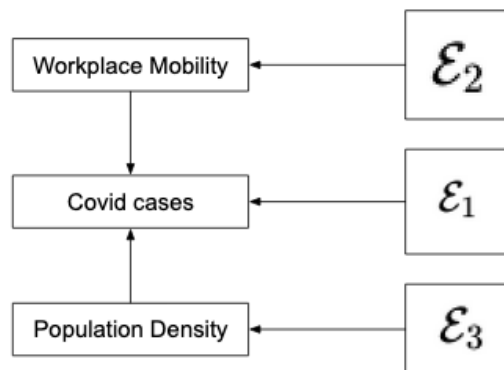 Workplace Mobility
ℰ₂
Covid cases
ℰ₁
Population Density
ℰ₃